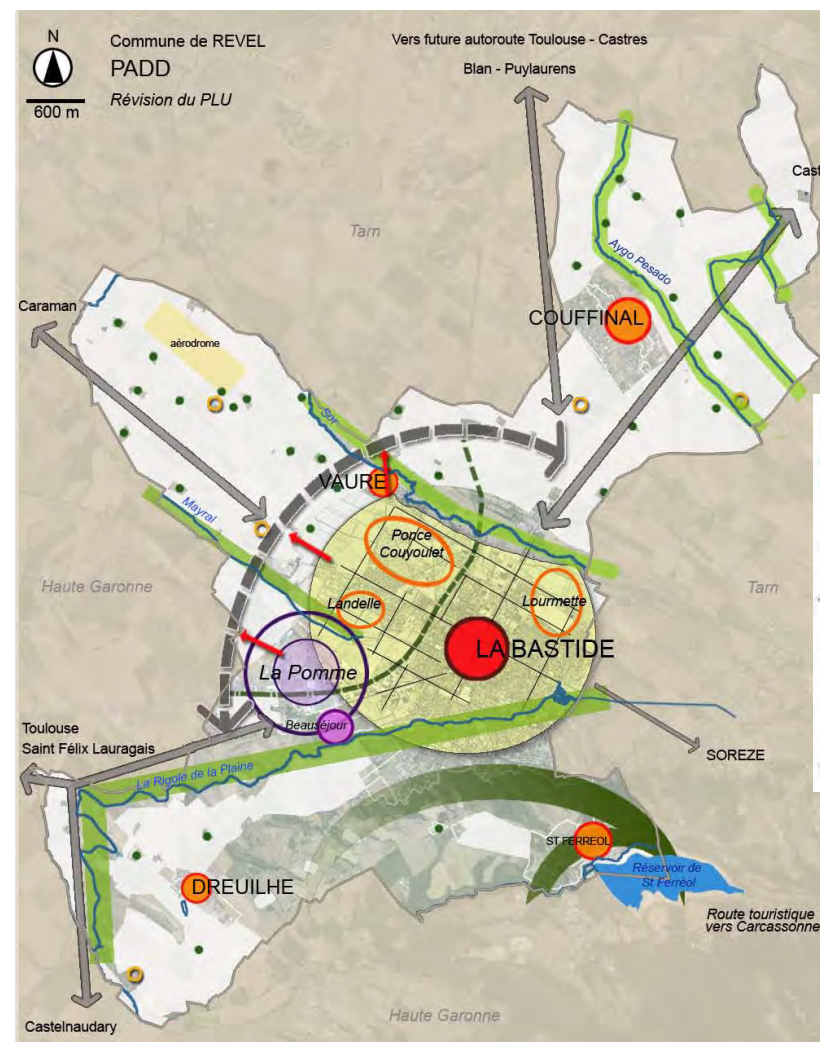 N
600 m
Commune de REVEL
PADD
Révision du PLU
Vers future autoroute Toulouse - Castres
Blan - Puylaurens
Tarn
Aygo Pesado
COUFFINAL
Caraman
aérodrome
Sor
VAURE
Mayral
Ponce
Couyoulet
Haute Garonne
Landelle
Lourmette
Tarn
LA BASTIDE
La Pomme
Beauséjour
Toulouse
Saint Félix Lauragais
SOREZE
La Rigole de la Plaine
ST FERREOL
Réservoir de
St Ferréol
DREUILHE
Route touristique
vers Carcassonne
Castelnaudary
Haute Garonne